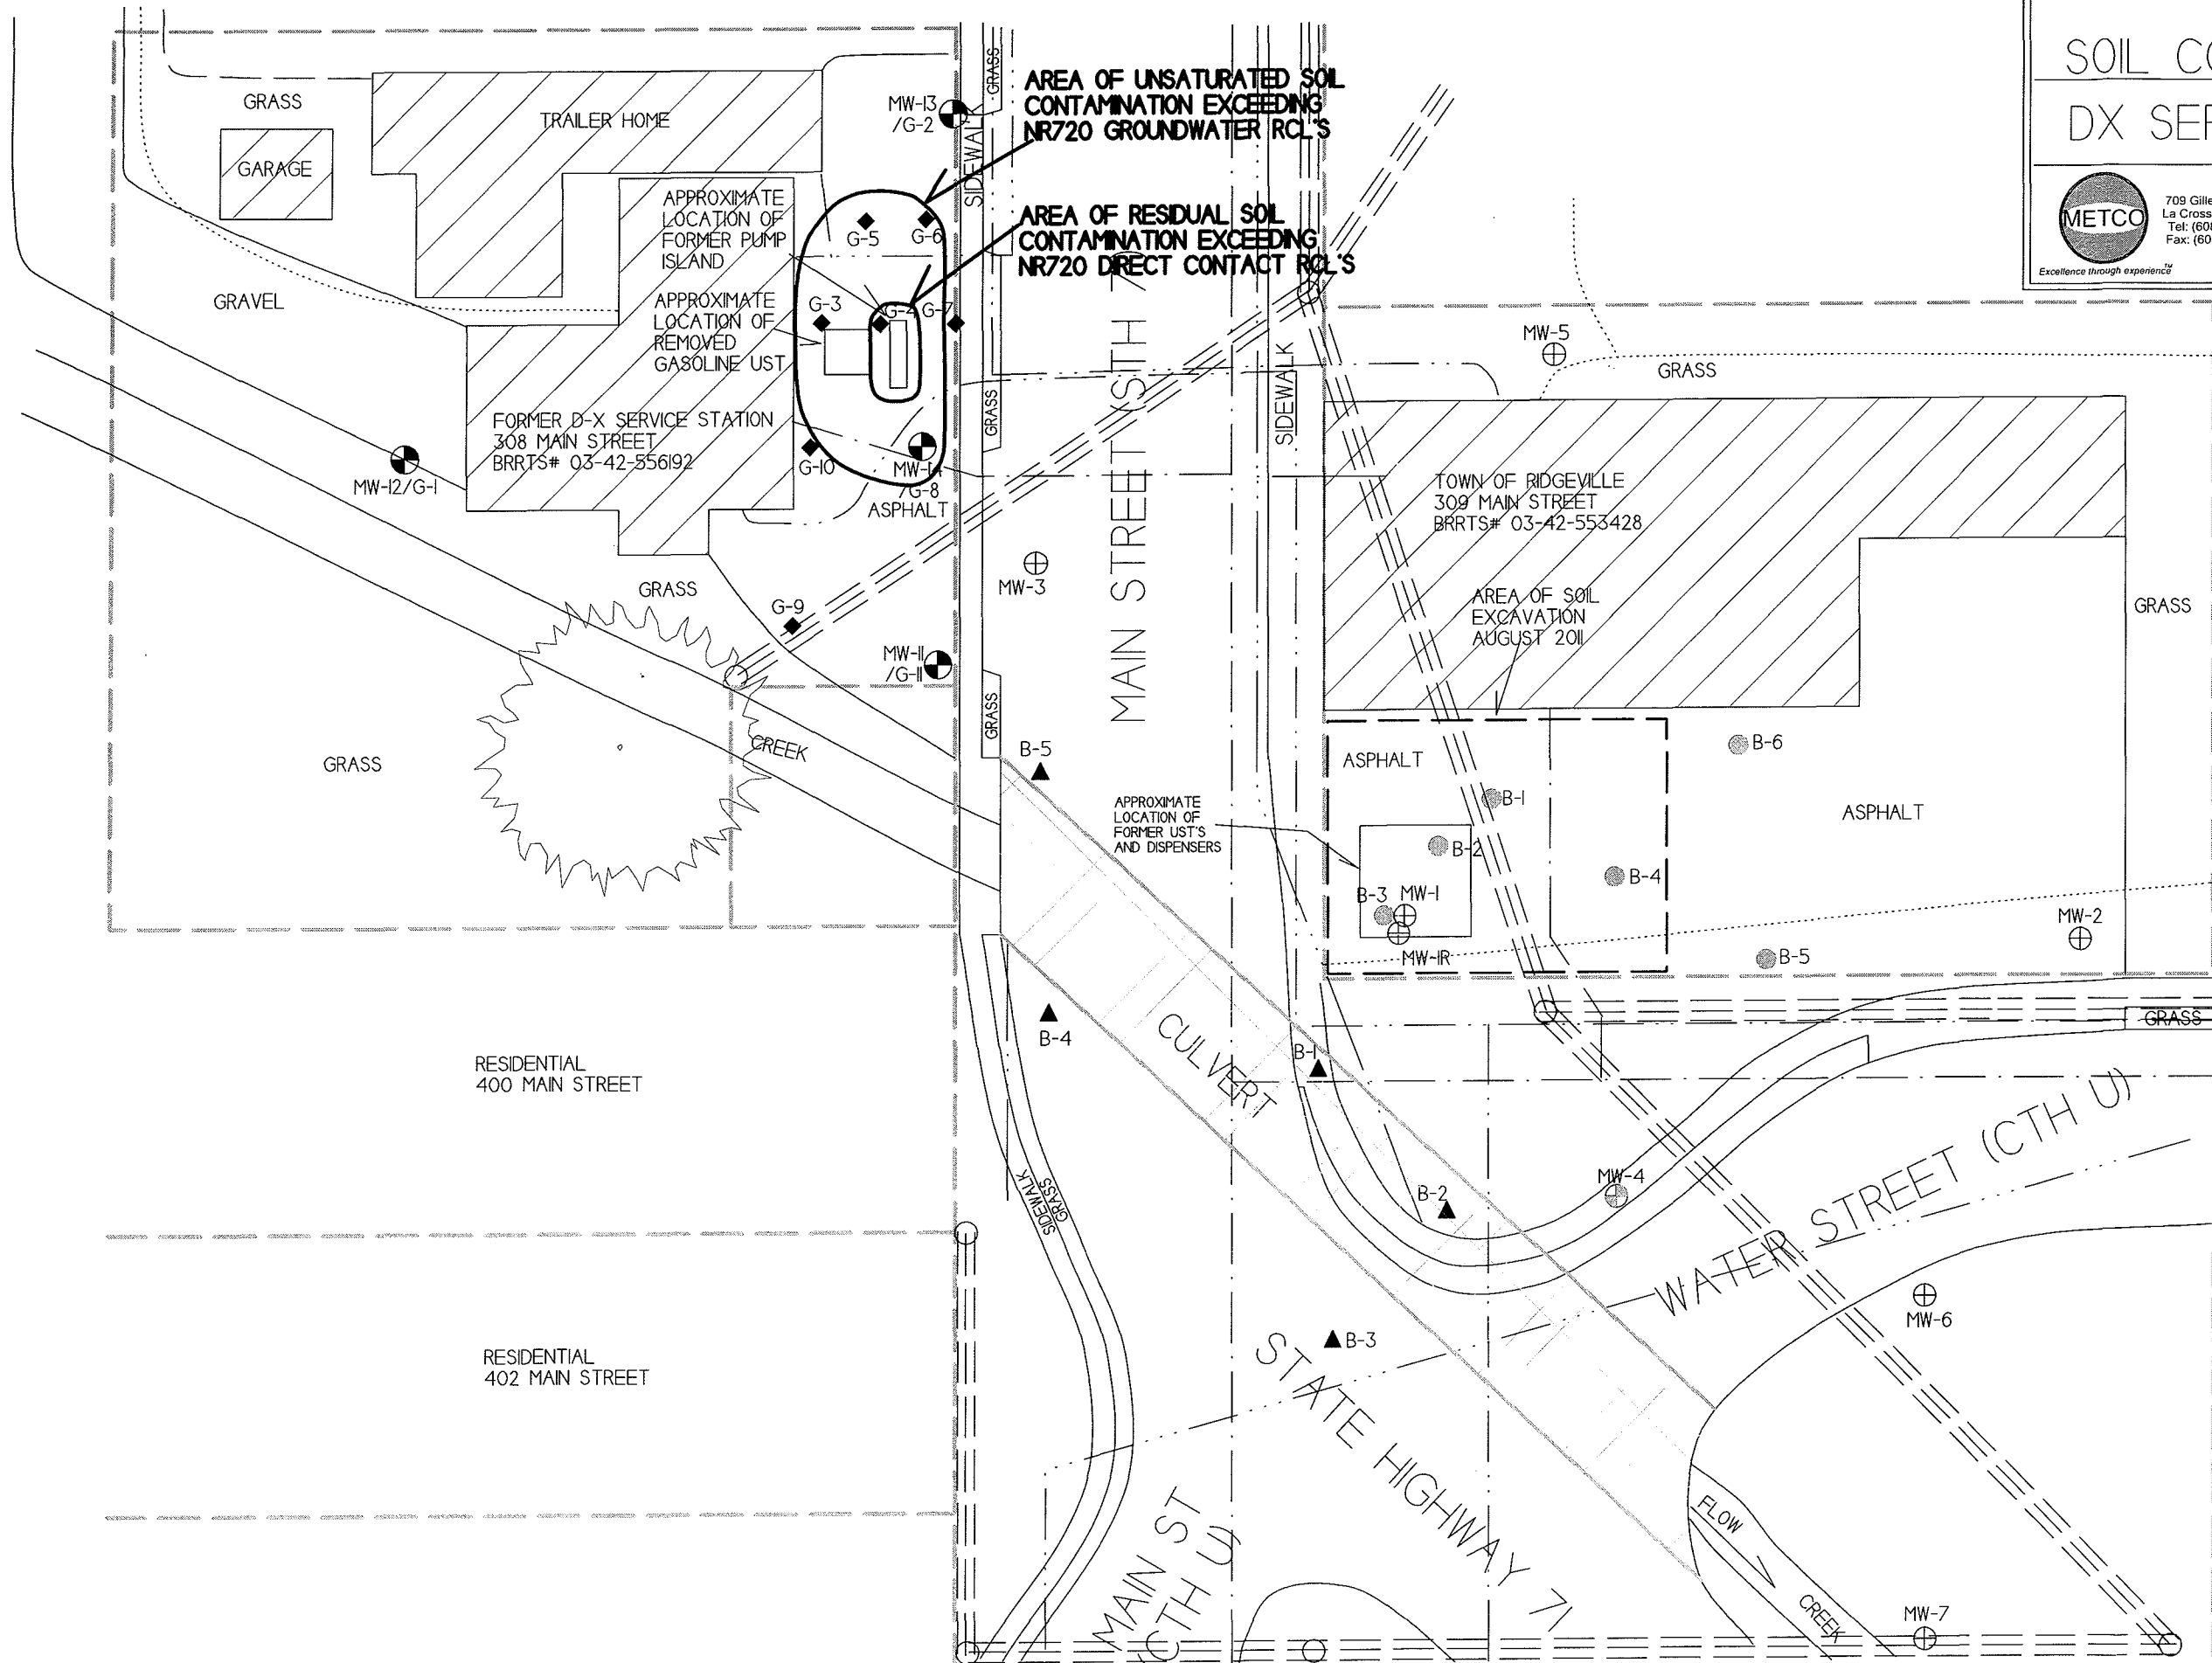 SOIL CO
DX SER
METCO
709 Gille
La Cross
Tel: (608
Fax: (60
Excellence through experience™
GRASS
GARAGE
TRAILER HOME
MW-13
/G-2
GRASS
SIDEWALK
AREA OF UNSATURATED SOIL
CONTAMINATION EXCEEDING
NR720 GROUNDWATER RCL'S
AREA OF RESIDUAL SOIL
CONTAMINATION EXCEEDING
NR720 DIRECT CONTACT RCL'S
APPROXIMATE
LOCATION OF
FORMER PUMP
ISLAND
G-5
G-6
GRAVEL
APPROXIMATE
LOCATION OF
REMOVED
GASOLINE UST
G-3
G-4
G-7
FORMER D-X SERVICE STATION
308 MAIN STREET
BRRTS# 03-42-556192
MW-12/G-1
G-10
MW-14
/G-8
ASPHALT
GRASS
MAIN STREET (STH 71)
SIDEWALK
MW-5
GRASS
TOWN OF RIDGEVILLE
309 MAIN STREET
BRRTS# 03-42-553428
AREA OF SOIL
EXCAVATION
AUGUST 2011
GRASS
MW-3
GRASS
G-9
MW-11
/G-11
GRASS
GRASS
CREEK
B-5
ASPHALT
APPROXIMATE
LOCATION OF
FORMER UST'S
AND DISPENSERS
B-6
B-1
B-2
B-4
B-3
MW-1
MW-1R
B-5
ASPHALT
MW-2
GRASS
B-4
CULVERT
B-1
RESIDENTIAL
400 MAIN STREET
SIDEWALK
GRASS
B-2
MW-4
WATER STREET (CTH U)
MW-6
B-3
RESIDENTIAL
402 MAIN STREET
STATE HIGHWAY 71
MAIN ST
(CTH U)
FLOW
CREEK
MW-7